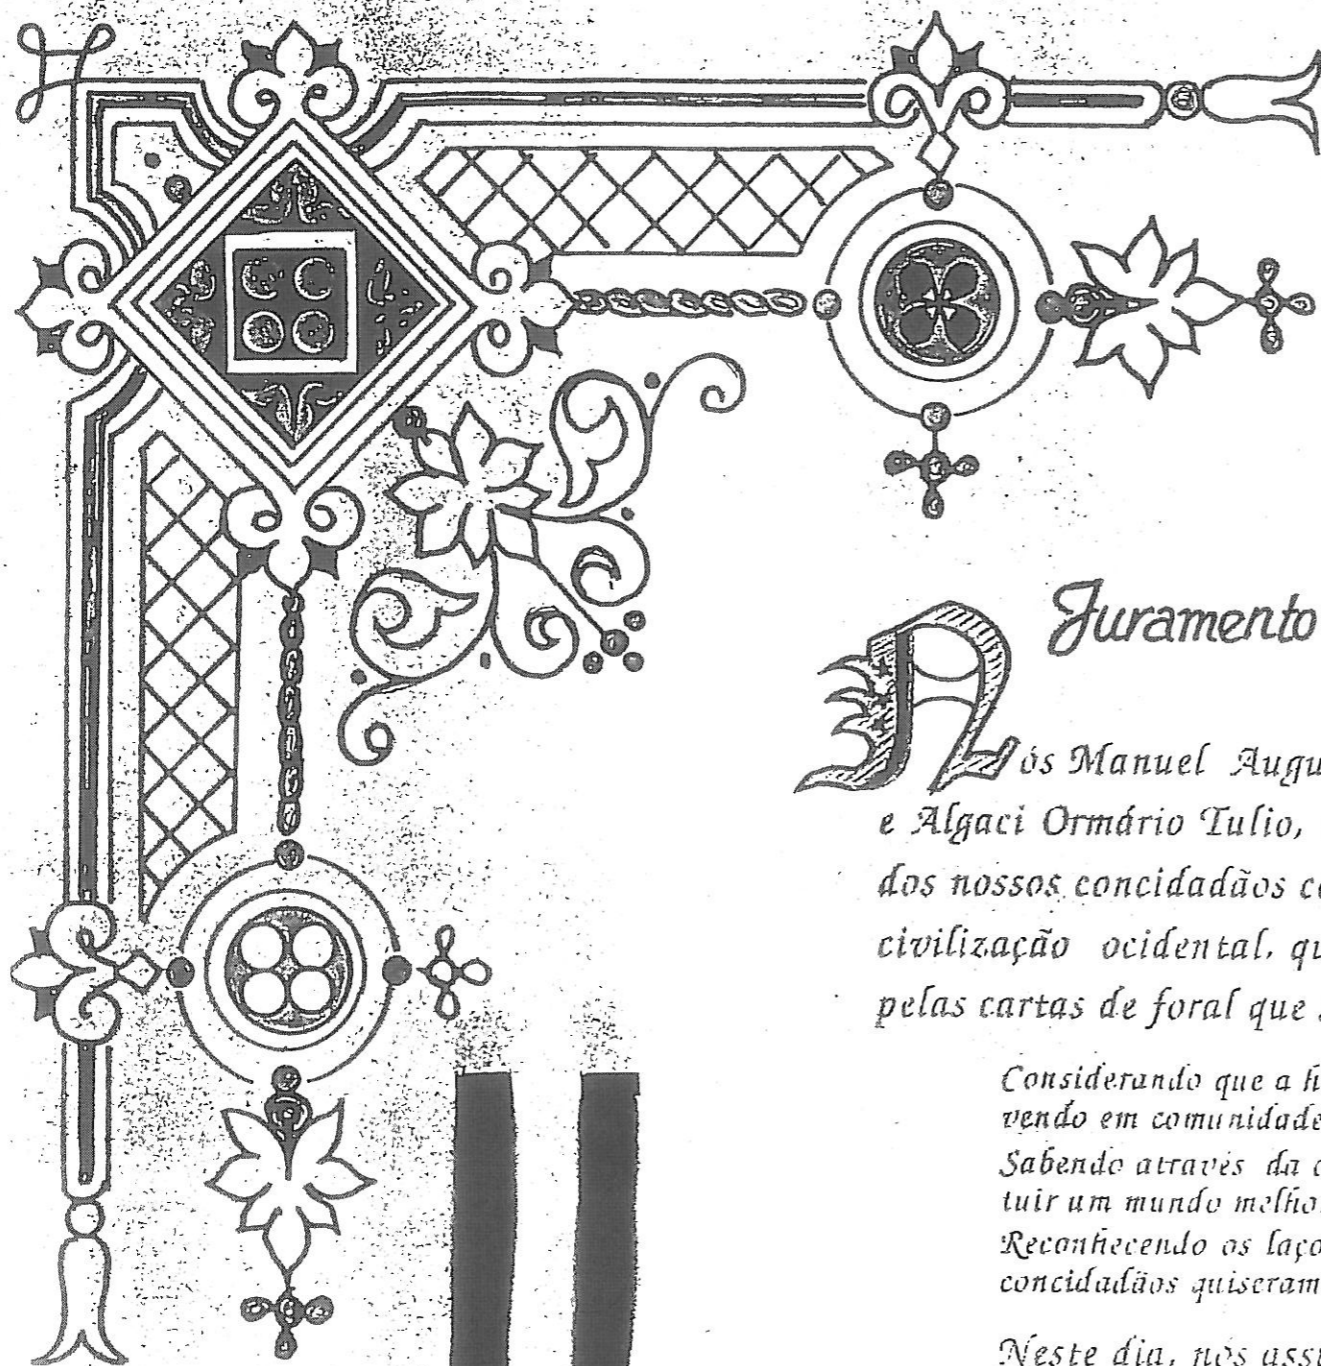 Juramento
Nós Manuel Augu
e Algaci Ormário Tulio,
dos nossos concidadãos co
civilização ocidental, qu
pelas cartas de foral que
Considerando que a h
vendo em comunidade
Sabendo através da
tuir um mundo melho
Reconhecendo os laço
concidadãos quiseram
Neste dia, nós ass